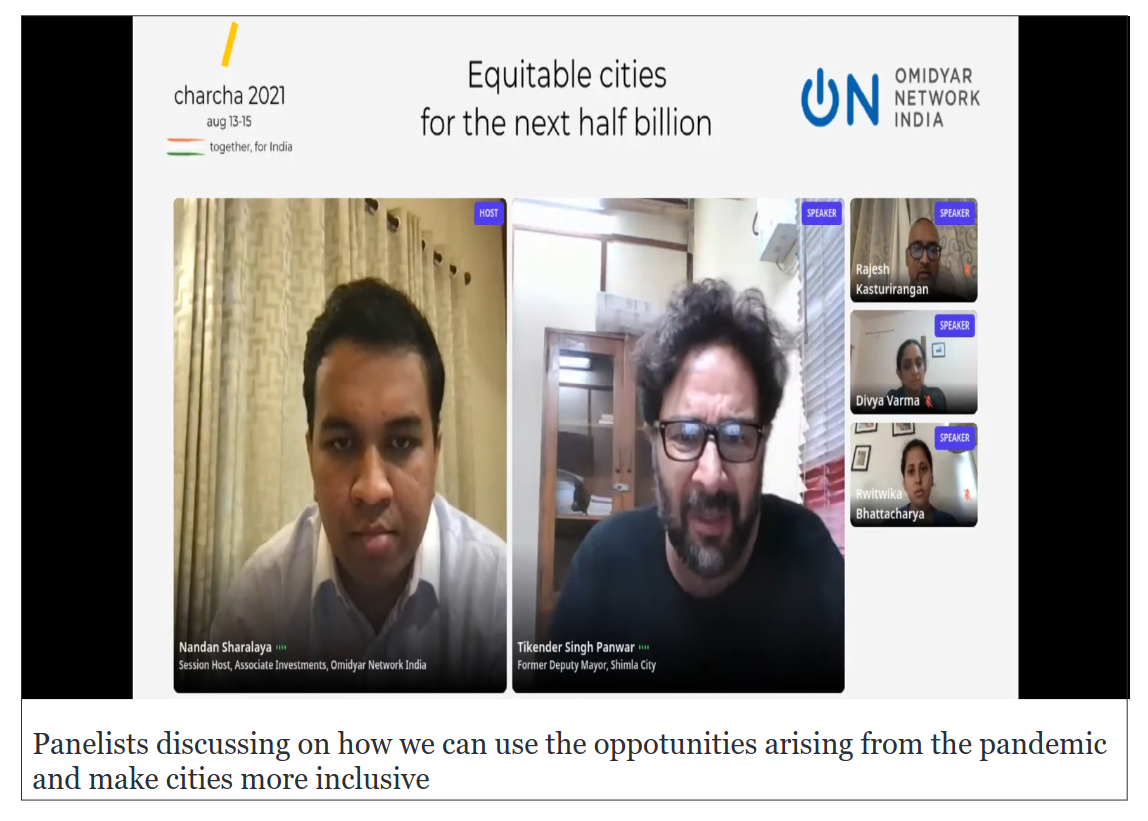 charcha 2021
aug 13-15
together, for India
Equitable cities
for the next half billion
ON
OMIDYAR
NETWORK
INDIA
HOST
Nandan Sharalaya
Session Host, Associate Investments, Omidyar Network India
SPEAKER
Tikender Singh Panwar
Former Deputy Mayor, Shimla City
SPEAKER
Rajesh
Kasturirangan
SPEAKER
Divya Varma
SPEAKER
Rwitwika
Bhattacharya
Panelists discussing on how we can use the oppotunities arising from the pandemic
and make cities more inclusive